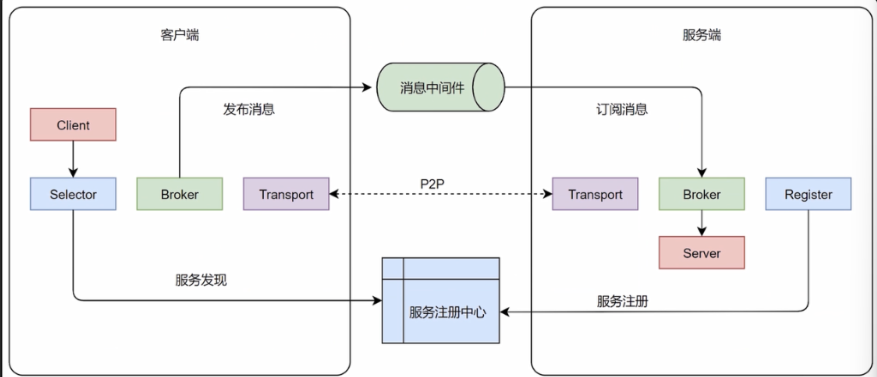 客户端
服务端
消息中间件
发布消息
订阅消息
Client
Selector
Broker
Transport
P2P
Transport
Broker
Register
Server
服务发现
服务注册中心
服务注册